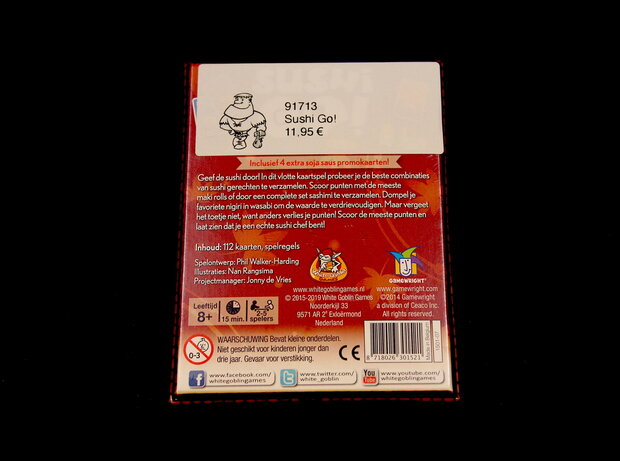 91713
Sushi Go!
11,95 €
Inclusief 4 extra soja saus promokaarten!
Geef de sushi door! In dit vlotte kaartspel probeer je de beste combinaties
van sushi gerechten te verzamelen. Scoor punten met de meeste
maki rolls of door een complete set sashimi te verzamelen. Dompel je
favoriete nigiri in wasabi om de waarde te verdrievoudigen. Maar vergeet
het toetje niet, want anders verlies je punten! Scoor de meeste punten en
laat zien dat je een echte sushi chef bent!
Inhoud: 112 kaarten, spelregels
Spelontwerp: Phil Walker-Harding
Illustraties: Nan Rangsima
Projectmanager: Jonny de Vries
GAMEWRIGHT
www.whitegoblingames.nl
© 2015-2019 White Goblin Games
Noorderkijl 33
9571 AR 2e Exloërmond
Nederland
www.gamewright.com
©2014 Gamewright
a division of Ceaco Inc.
All rights reserved.
Leeftijd
8+
15 min.
2-5
spelers
0-3
WAARSCHUWING Bevat kleine onderdelen.
Niet geschikt voor kinderen jonger dan
drie jaar. Gevaar voor verstikking.
CE
8 718026 301521
Made in Belgium
f www.facebook.com/
whitegoblingames
t www.twitter.com/
white_goblin
You Tube www.youtube.com/
whitegoblingames